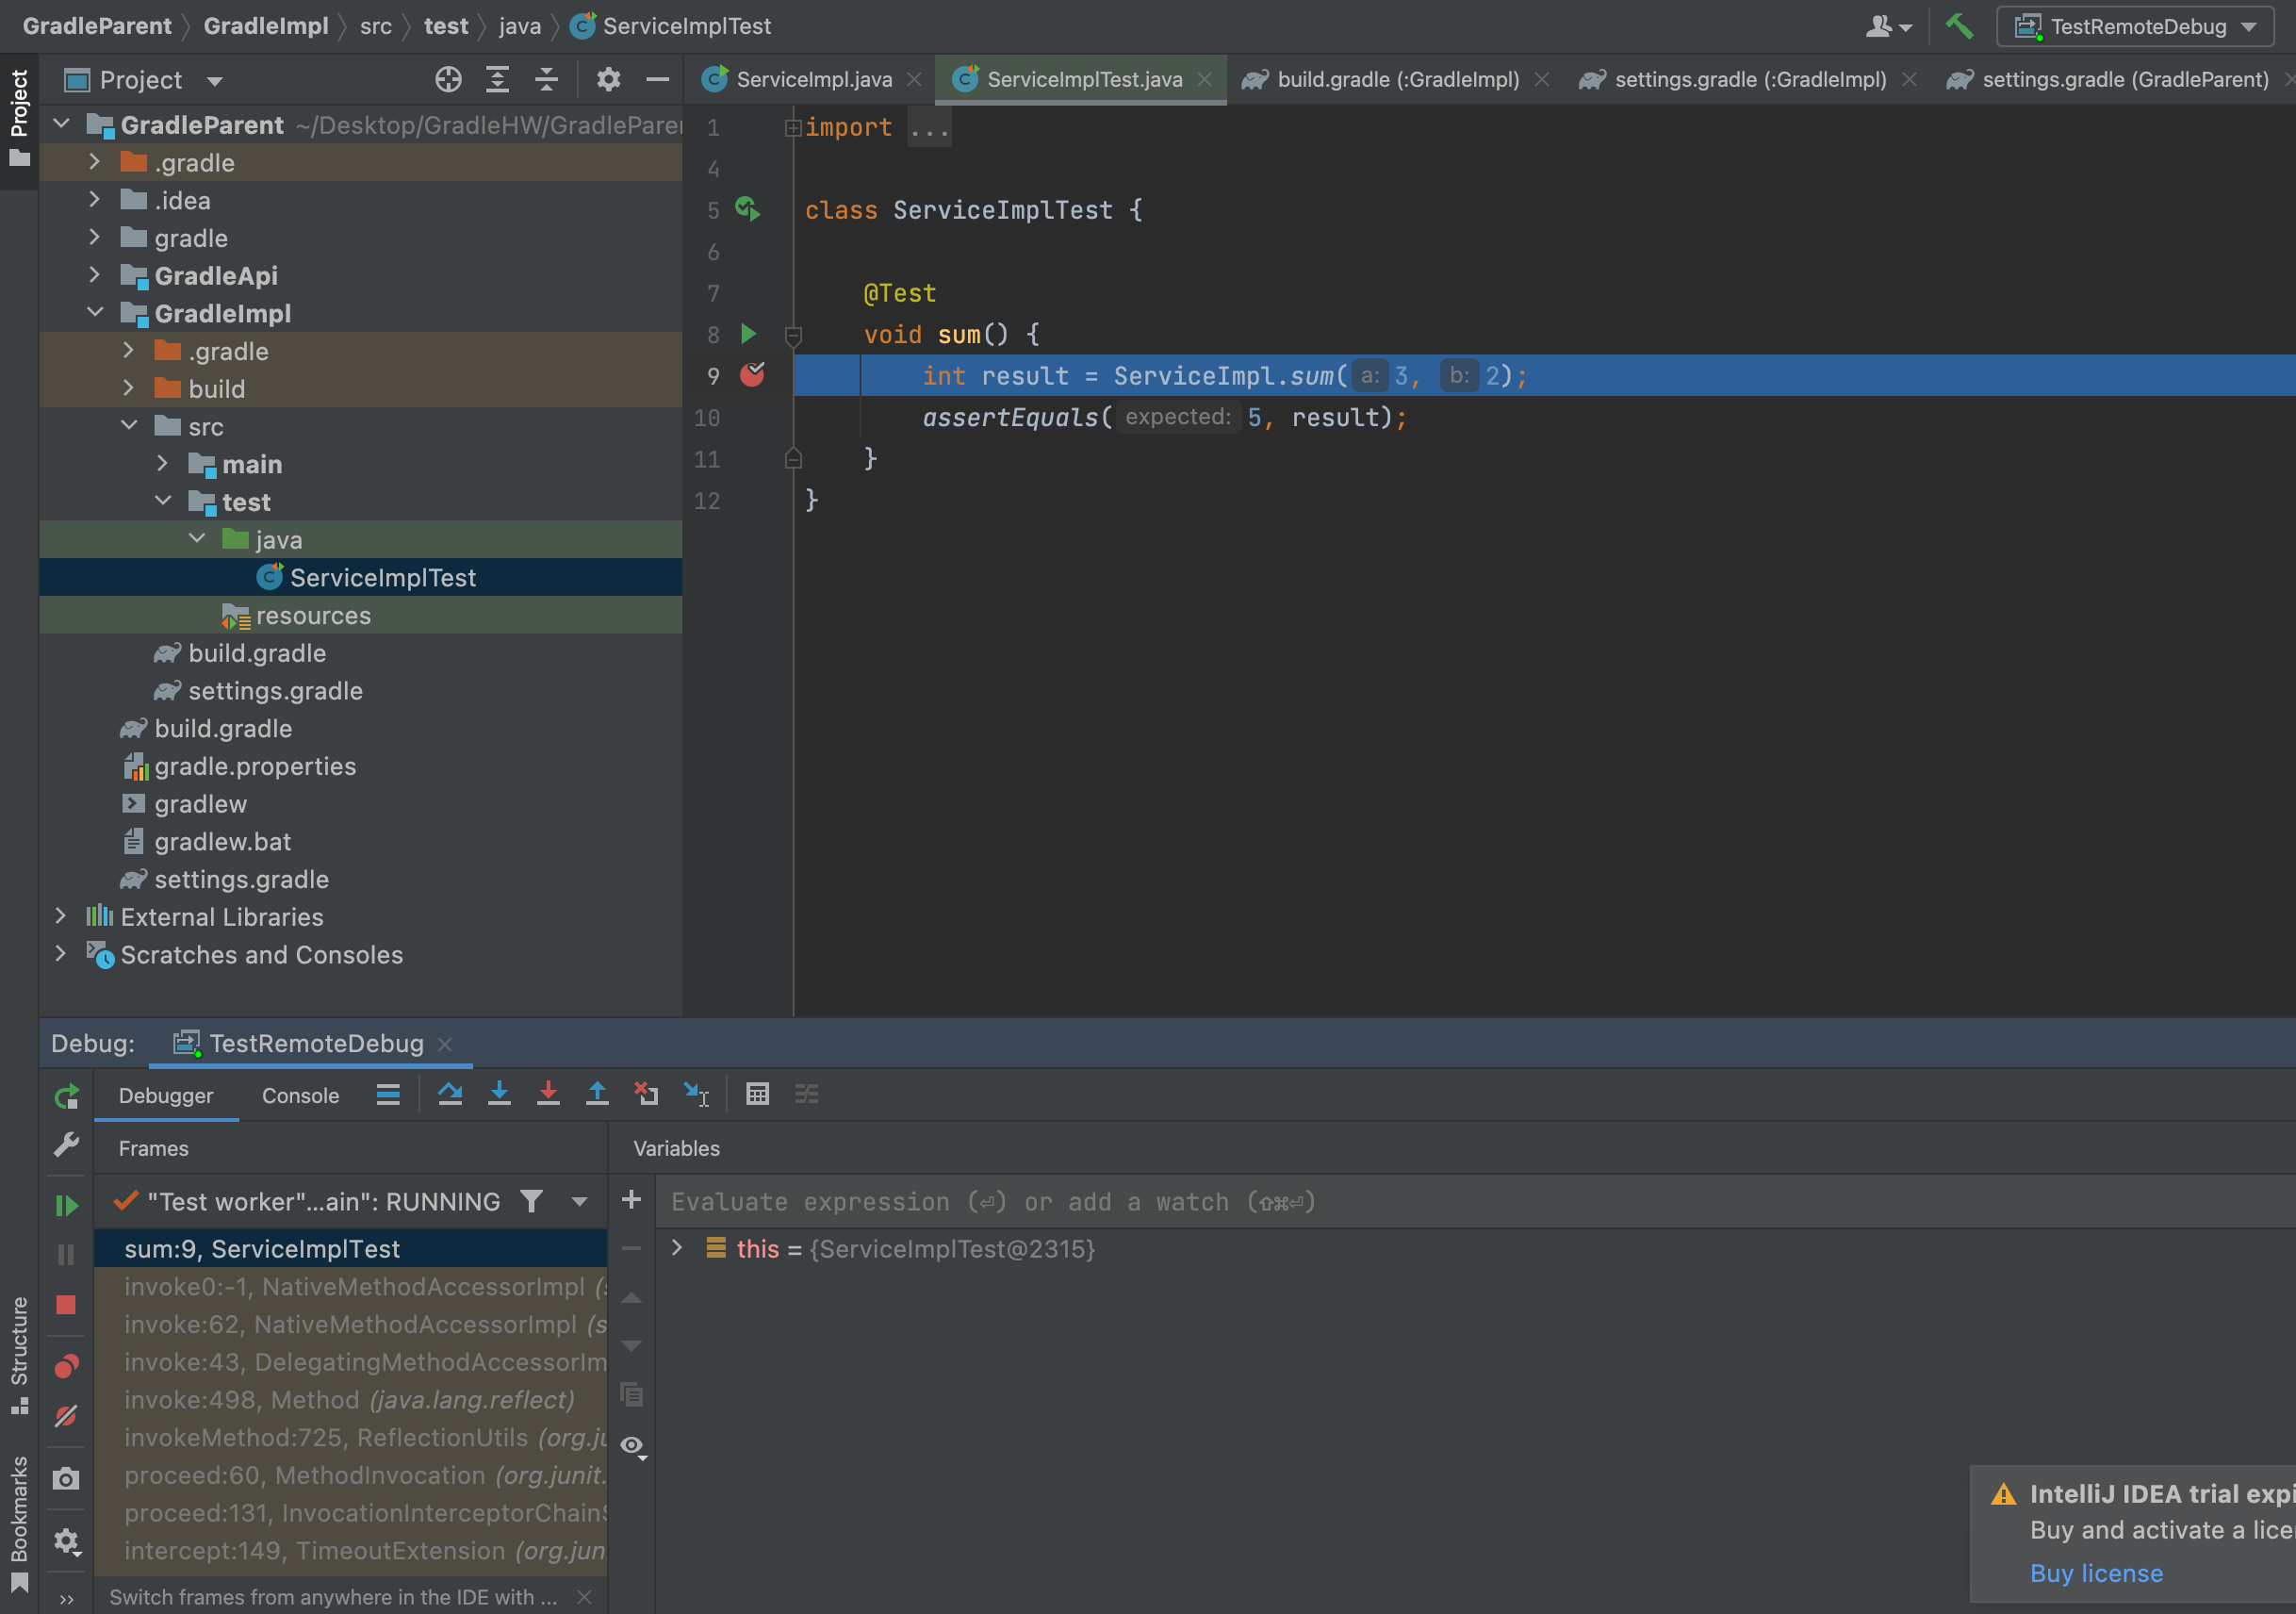 GradleParent GradleImpl src test java ServiceImplTest
TestRemoteDebug
Project
Project
ServiceImpl.java ServiceImplTest.java build.gradle (:GradleImpl) settings.gradle (:GradleImpl) settings.gradle (GradleParent)
GradleParent ~/Desktop/GradleHW/GradlePare
.gradle
.idea
gradle
GradleApi
GradleImpl
.gradle
build
src
main
test
java
ServiceImplTest
resources
build.gradle
settings.gradle
build.gradle
gradle.properties
gradlew
gradlew.bat
settings.gradle
External Libraries
Scratches and Consoles
1 import ...
4
5 class ServiceImplTest {
6
7 @Test
8 void sum() {
9 int result = ServiceImpl.sum( a: 3, b: 2);
10 assertEquals( expected: 5, result);
11 }
12 }
Debug: TestRemoteDebug
Debugger Console
Frames Variables
"Test worker"...ain": RUNNING
Evaluate expression (⏎) or add a watch (⇧⌘⏎)
sum:9, ServiceImplTest
this = {ServiceImplTest@2315}
invoke0:-1, NativeMethodAccessorImpl (s
invoke:62, NativeMethodAccessorImpl (s
invoke:43, DelegatingMethodAccessorIm
invoke:498, Method (java.lang.reflect)
invokeMethod:725, ReflectionUtils (org.ju
proceed:60, MethodInvocation (org.junit.
proceed:131, InvocationInterceptorChain
intercept:149, TimeoutExtension (org.jun
Switch frames from anywhere in the IDE with ...
Structure
Bookmarks
IntelliJ IDEA trial expi
Buy and activate a lice
Buy license